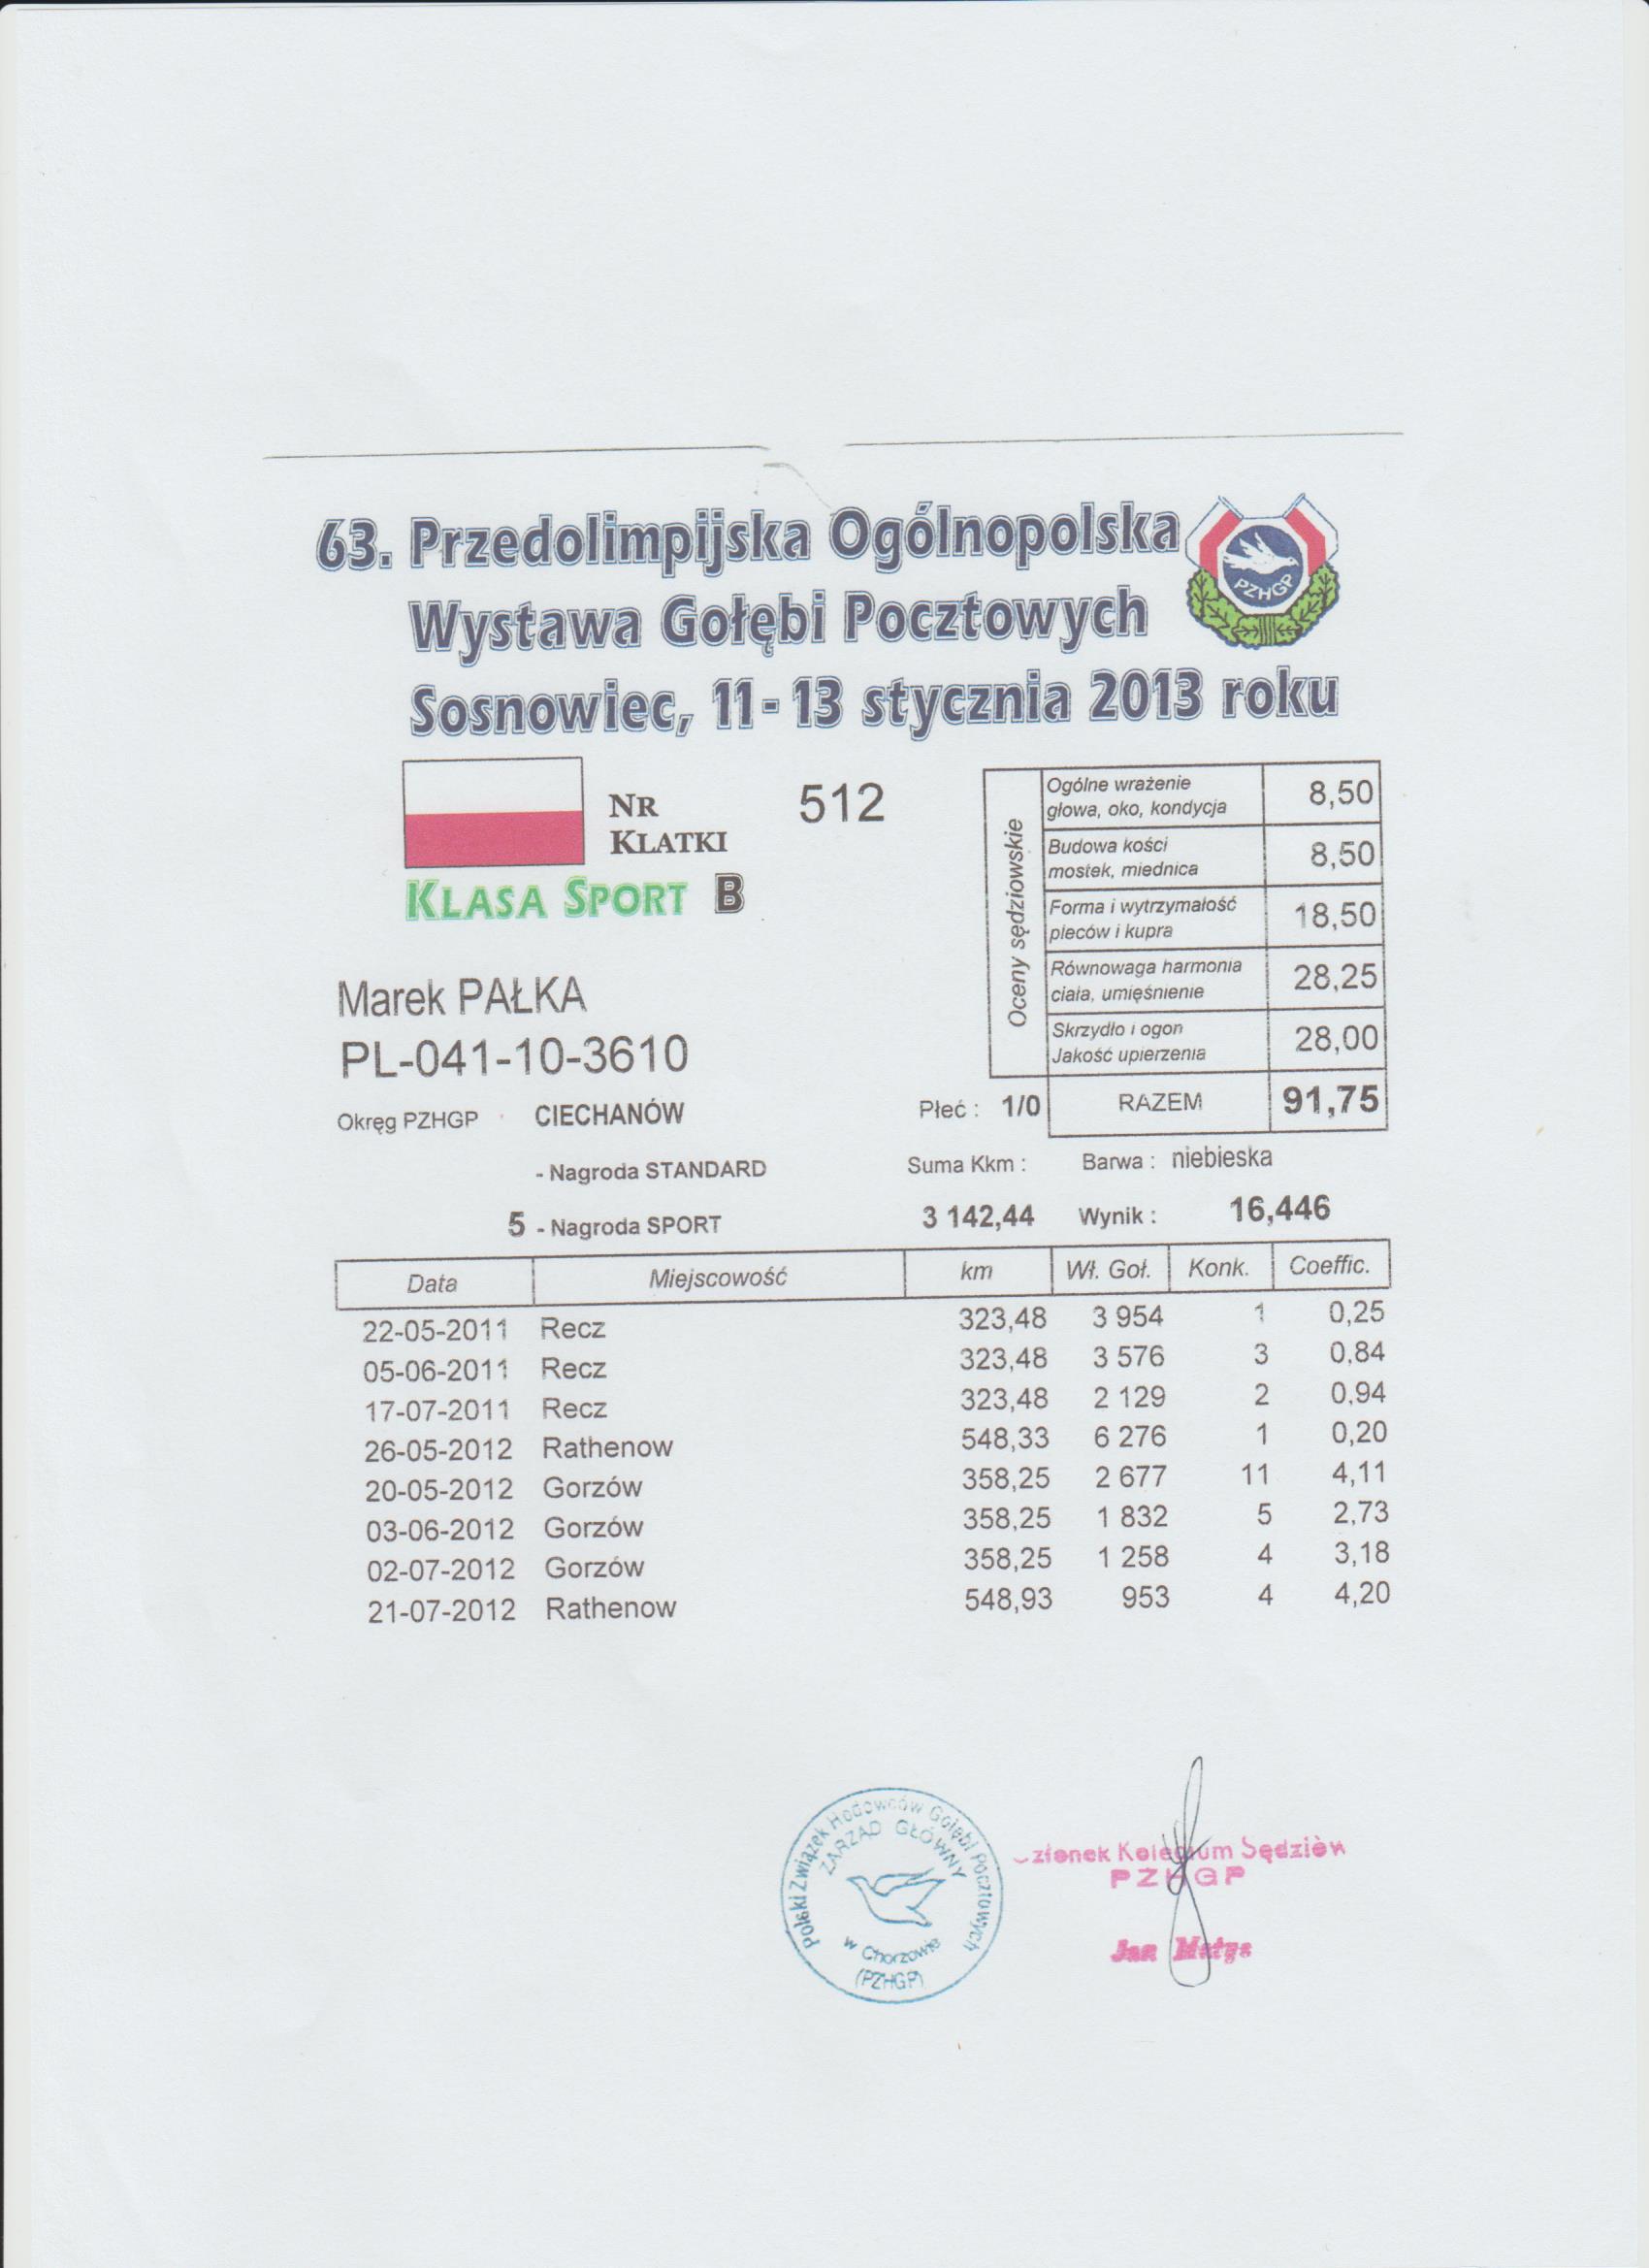 63. Przedolimpijska Ogólnopolska
Wystawa Gołębi Pocztowych
Sosnowiec, 11-13 stycznia 2013 roku
PZHGP
NR KLATKI 512
KLASA SPORT B
Marek PAŁKA
PL-041-10-3610
Okręg PZHGP CIECHANÓW
- Nagroda STANDARD
5 - Nagroda SPORT
Oceny sędziowskie
Ogólne wrażenie głowa, oko, kondycja 8,50
Budowa kości mostek, miednica 8,50
Forma i wytrzymałość pleców i kupra 18,50
Równowaga harmonia ciała, umięśnienie 28,25
Skrzydło i ogon Jakość upierzenia 28,00
Płeć : 1/0 RAZEM 91,75
Suma Kkm : Barwa : niebieska
3 142,44 Wynik : 16,446
Data Miejscowość km Wł. Goł. Konk. Coeffic.
22-05-2011 Recz 323,48 3 954 1 0,25
05-06-2011 Recz 323,48 3 576 3 0,84
17-07-2011 Recz 323,48 2 129 2 0,94
26-05-2012 Rathenow 548,33 6 276 1 0,20
20-05-2012 Gorzów 358,25 2 677 11 4,11
03-06-2012 Gorzów 358,25 1 832 5 2,73
02-07-2012 Gorzów 358,25 1 258 4 3,18
21-07-2012 Rathenow 548,93 953 4 4,20
Polski Związek Hodowców Gołębi Pocztowych
ZARZĄD GŁÓWNY
w Chorzowie
(PZHGP)
Członek Kolegium Sędziów
PZHGP
Jan Matys